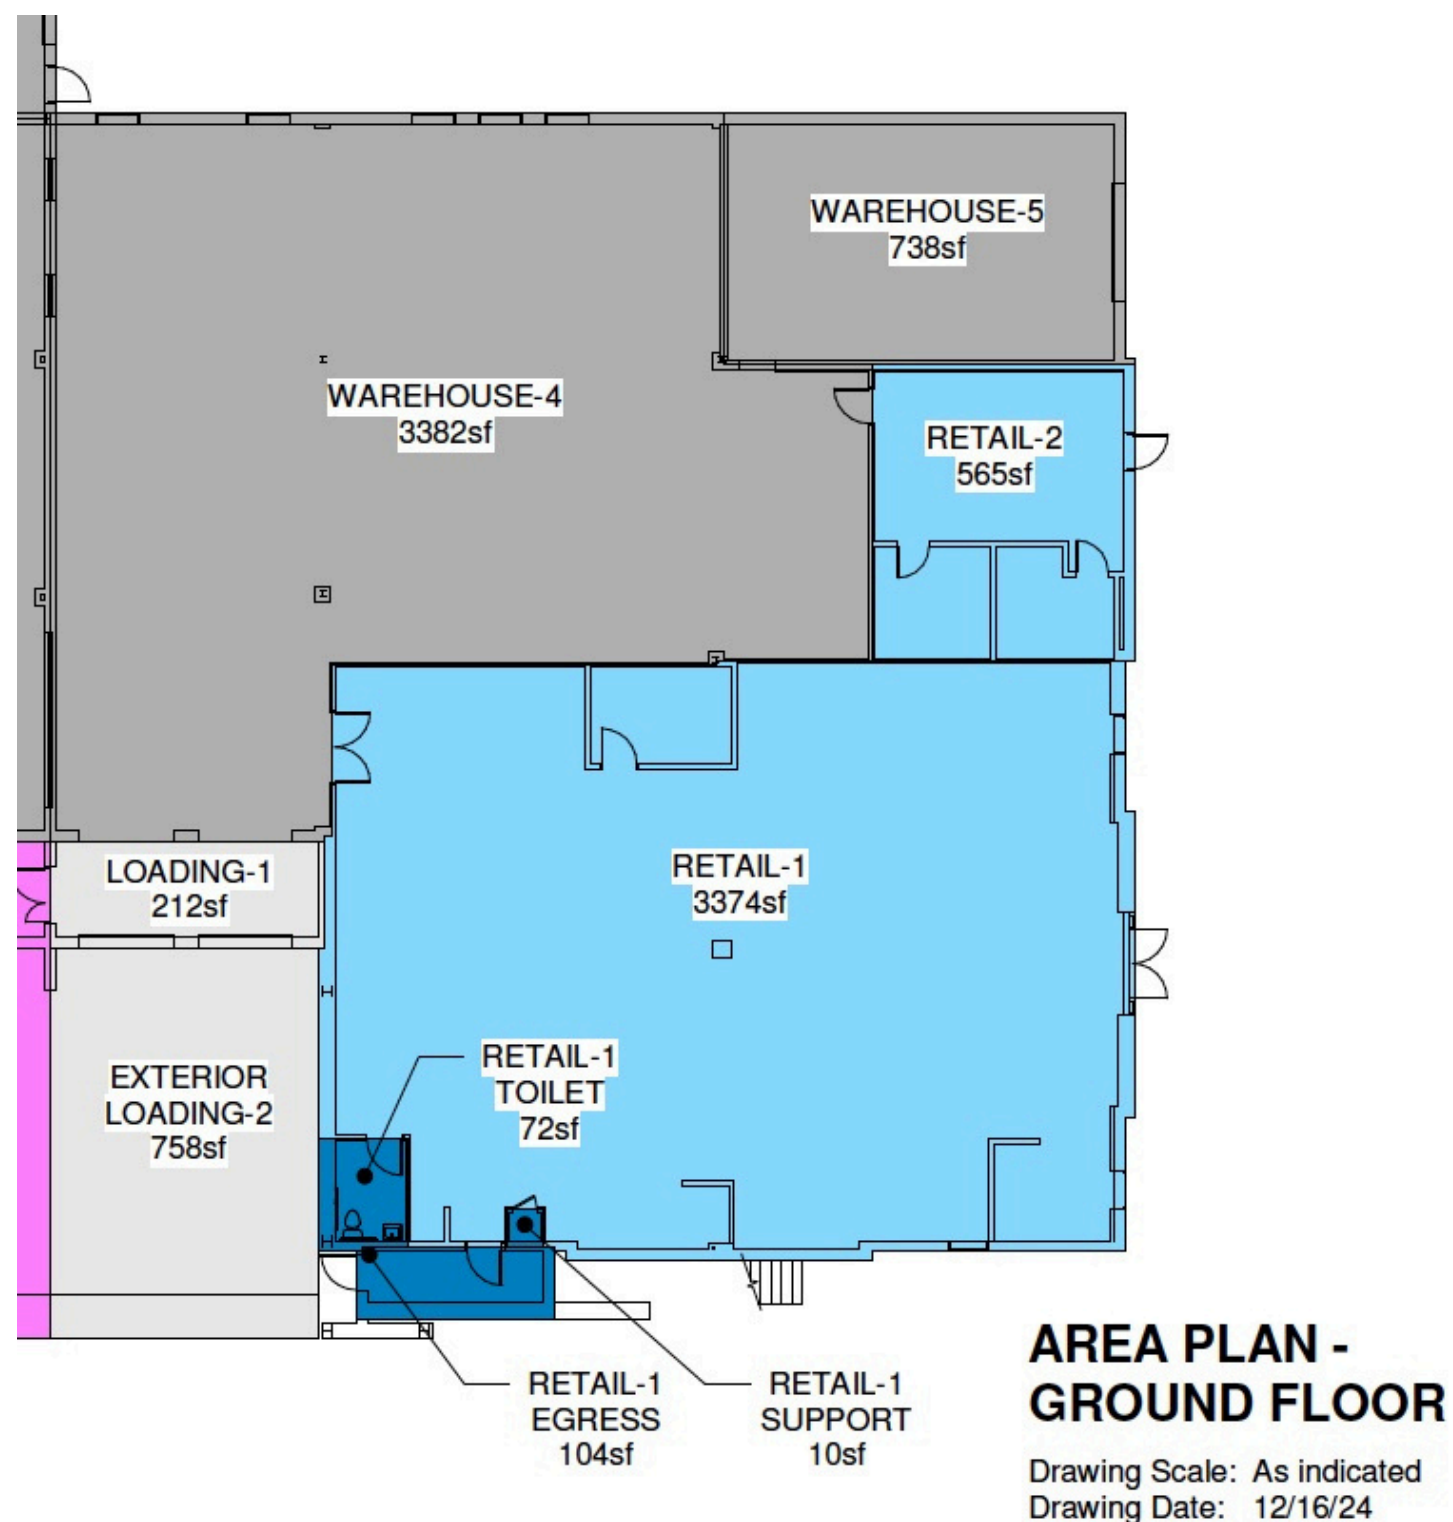 WAREHOUSE-5
738sf
WAREHOUSE-4
3382sf
RETAIL-2
565sf
LOADING-1
212sf
RETAIL-1
3374sf
EXTERIOR
LOADING-2
758sf
RETAIL-1
TOILET
72sf
RETAIL-1
EGRESS
104sf
RETAIL-1
SUPPORT
10sf
AREA PLAN -
GROUND FLOOR
Drawing Scale: As indicated
Drawing Date: 12/16/24